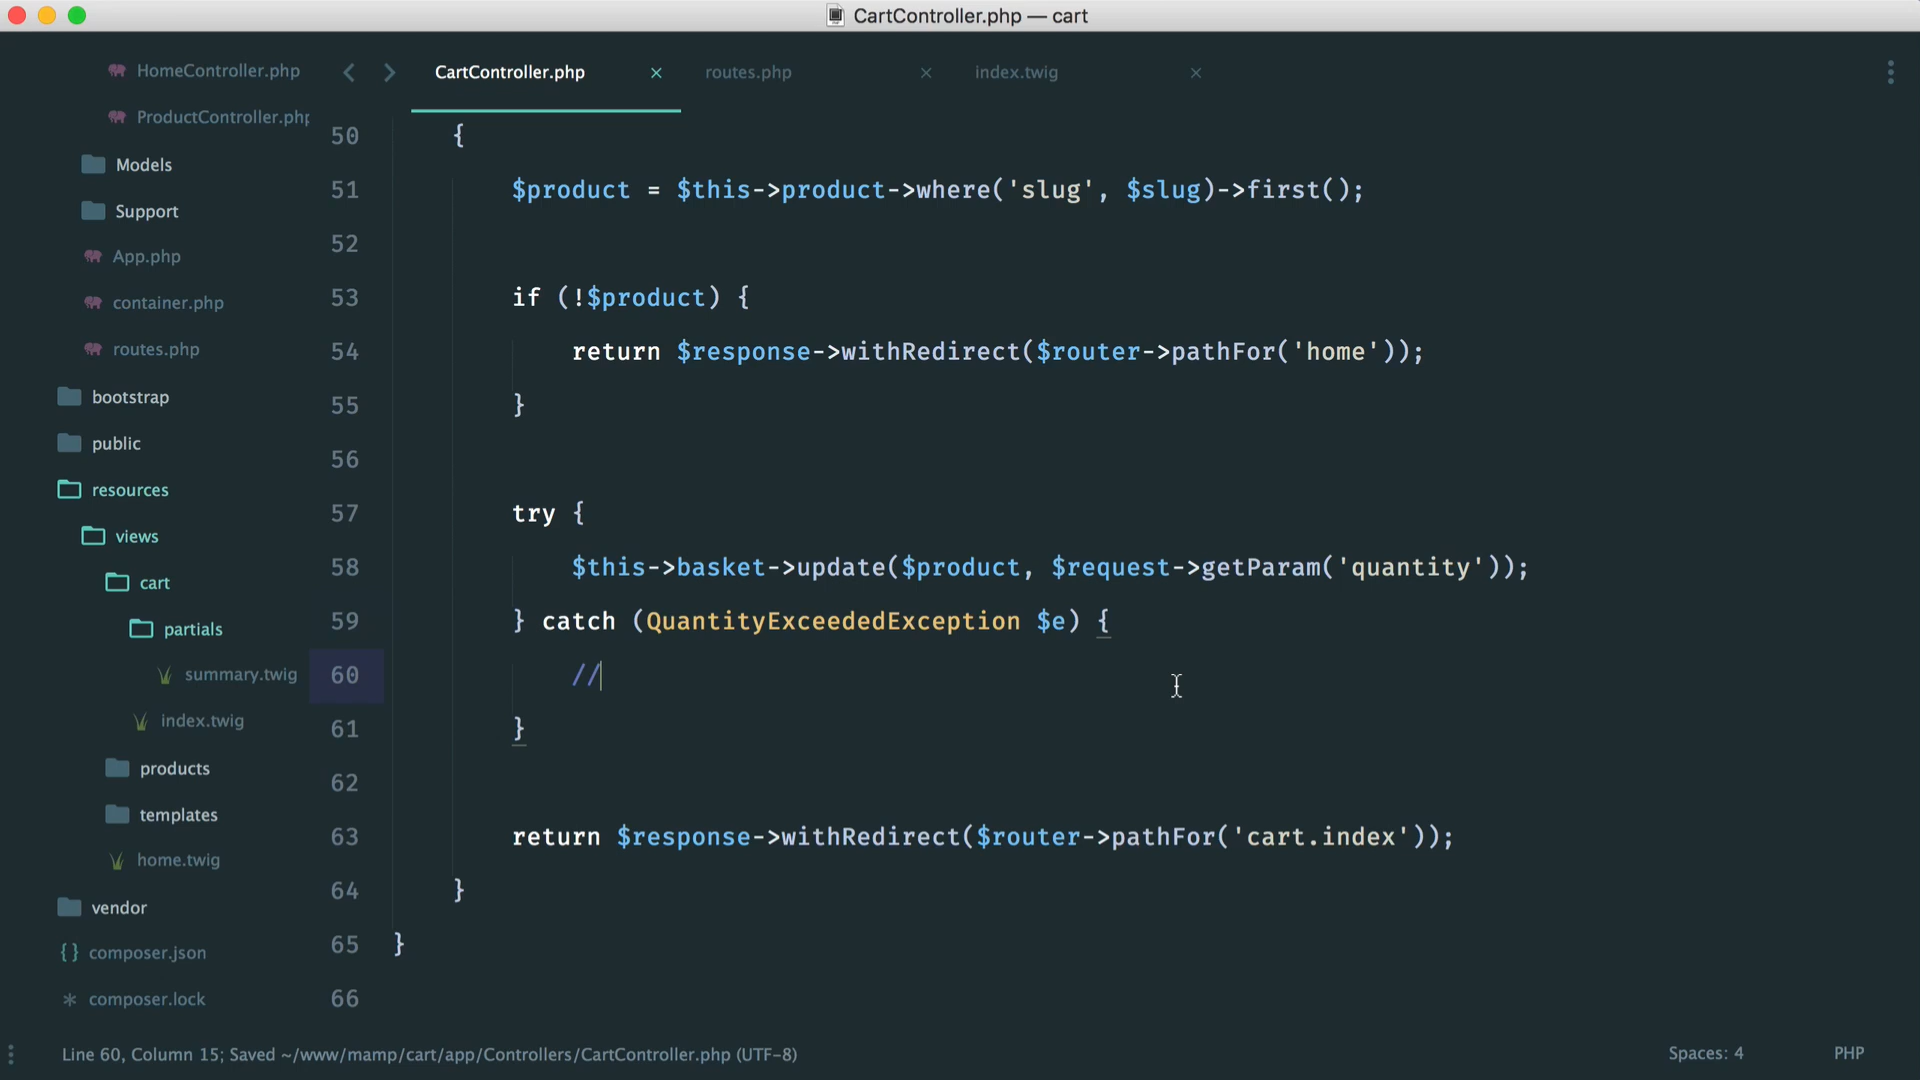 CartController.php — cart
HomeController.php
ProductController.php
Models
Support
App.php
container.php
routes.php
bootstrap
public
resources
views
cart
partials
summary.twig
index.twig
products
templates
home.twig
vendor
{} composer.json
* composer.lock
CartController.php × routes.php × index.twig ×
50 {
51 $product = $this->product->where('slug', $slug)->first();
52
53 if (!$product) {
54 return $response->withRedirect($router->pathFor('home'));
55 }
56
57 try {
58 $this->basket->update($product, $request->getParam('quantity'));
59 } catch (QuantityExceededException $e) {
60 //
61 }
62
63 return $response->withRedirect($router->pathFor('cart.index'));
64 }
65 }
66
Line 60, Column 15; Saved ~/www/mamp/cart/app/Controllers/CartController.php (UTF-8)
Spaces: 4 PHP